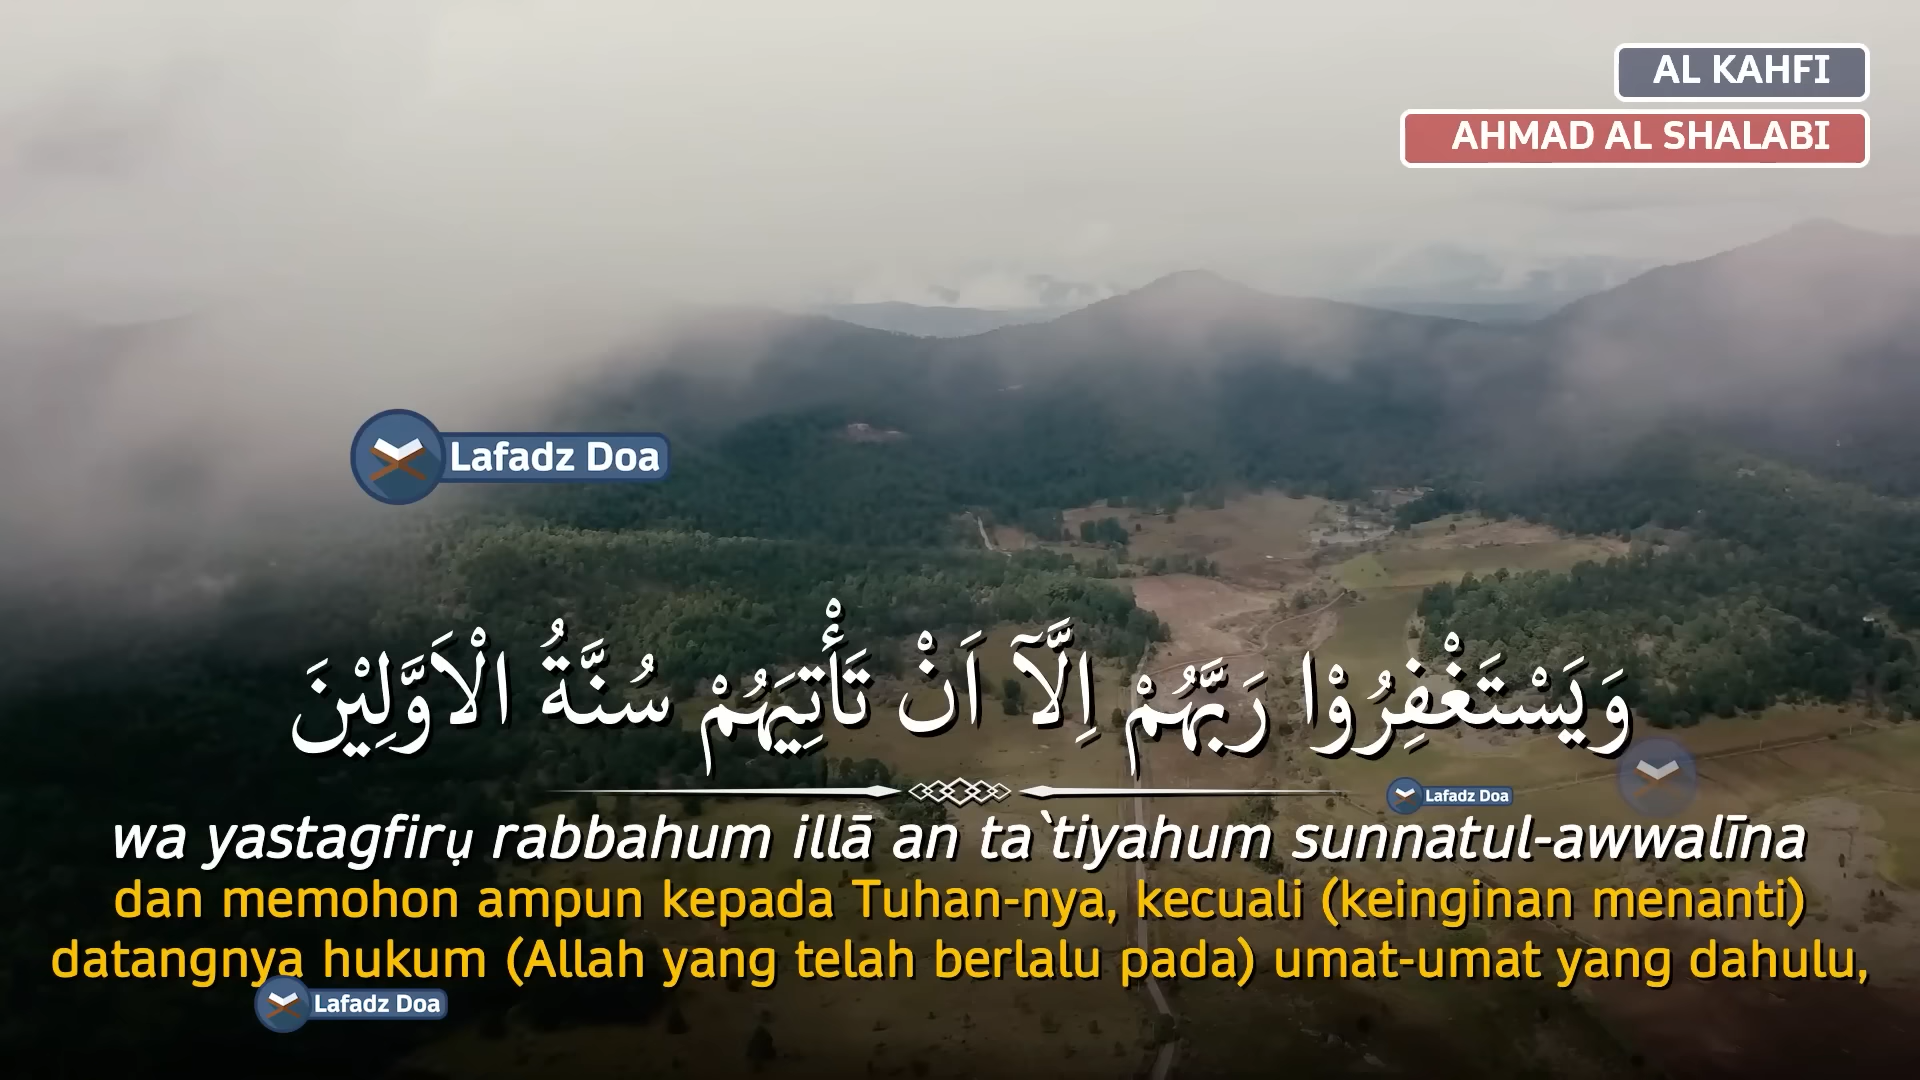 AL KAHFI
AHMAD AL SHALABI
Lafadz Doa
وَيَسْتَغْفِرُوْا رَبَّهُمْ اِلَّآ اَنْ تَأْتِيَهُمْ سُنَّةُ الْاَوَّلِيْنَ
Lafadz Doa
wa yastagfirụ rabbahum illā an ta`tiyahum sunnatul-awwalīna
dan memohon ampun kepada Tuhan-nya, kecuali (keinginan menanti)
datangnya hukum (Allah yang telah berlalu pada) umat-umat yang dahulu,
Lafadz Doa